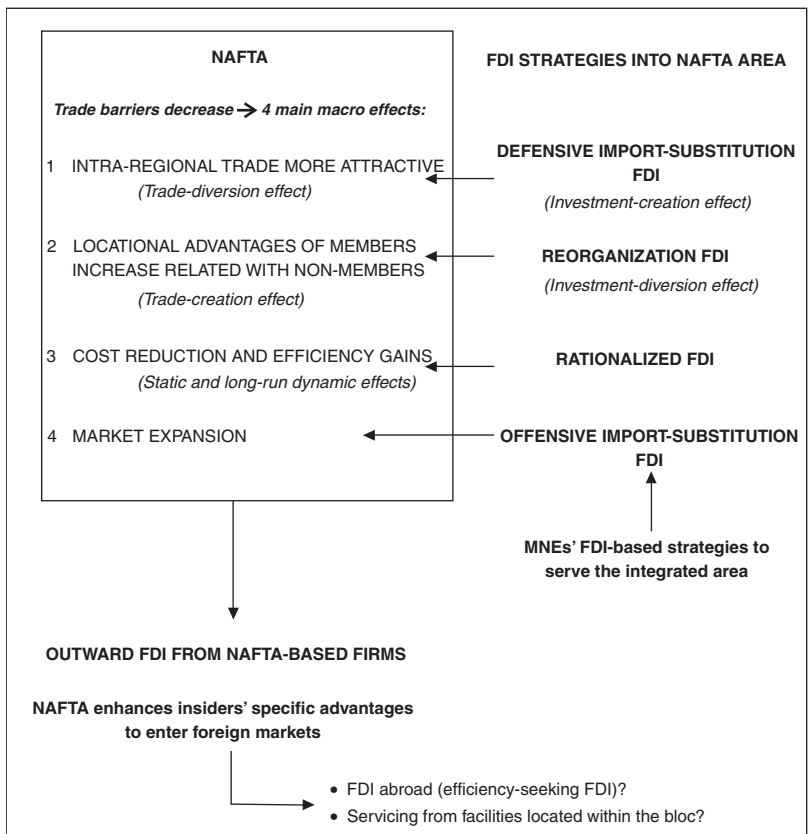 NAFTA
Trade barriers decrease → 4 main macro effects:
1 INTRA-REGIONAL TRADE MORE ATTRACTIVE
(Trade-diversion effect)
2 LOCATIONAL ADVANTAGES OF MEMBERS
INCREASE RELATED WITH NON-MEMBERS
(Trade-creation effect)
3 COST REDUCTION AND EFFICIENCY GAINS
(Static and long-run dynamic effects)
4 MARKET EXPANSION
FDI STRATEGIES INTO NAFTA AREA
DEFENSIVE IMPORT-SUBSTITUTION
FDI
(Investment-creation effect)
REORGANIZATION FDI
(Investment-diversion effect)
RATIONALIZED FDI
OFFENSIVE IMPORT-SUBSTITUTION
FDI
MNEs' FDI-based strategies to
serve the integrated area
OUTWARD FDI FROM NAFTA-BASED FIRMS
NAFTA enhances insiders' specific advantages
to enter foreign markets
• FDI abroad (efficiency-seeking FDI)?
• Servicing from facilities located within the bloc?